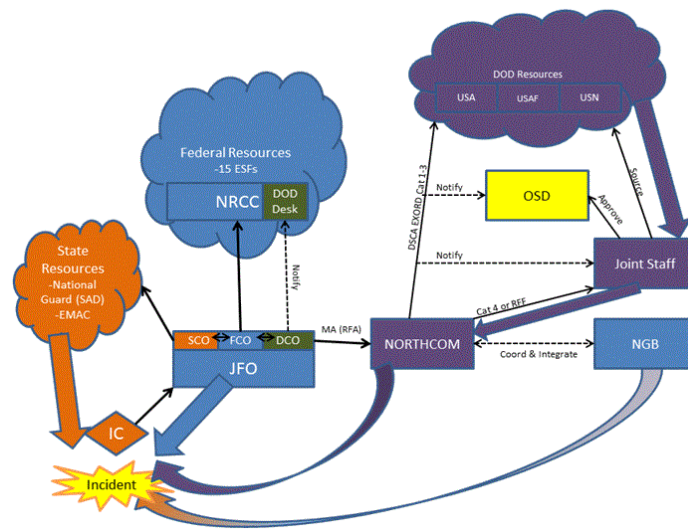 DOD Resources
USA
USAF
USN
Federal Resources
-15 ESFs
NRCC
DOD
Desk
DSCA EXORD Cat 1-3
Notify
OSD
Source
Approve
State
Resources
-National
Guard (SAD)
-EMAC
Notify
Notify
Joint Staff
Cat 4 or RFF
SCO
FCO
DCO
MA (RFA)
JFO
NORTHCOM
Coord & Integrate
NGB
IC
Incident